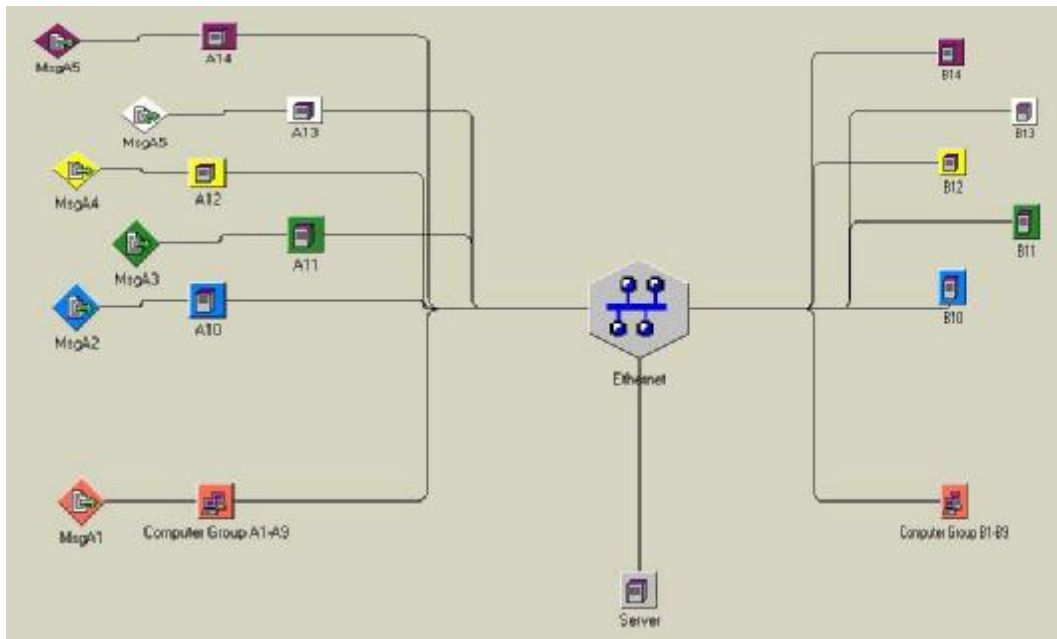 MsgA5
A14
B14
MsgA5
A13
B13
MsgA4
A12
B12
MsgA3
A11
B11
MsgA2
A10
B10
Ethernet
MsgA1
Computer Group A1-A9
Computer Group B1-B9
Server